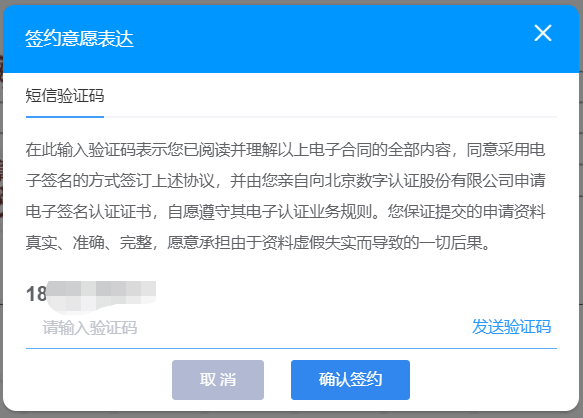 签约意愿表达
短信验证码
在此输入验证码表示您已阅读并理解以上电子合同的全部内容，同意采用电
子签名的方式签订上述协议，并由您亲自向北京数字认证股份有限公司申请
电子签名认证证书，自愿遵守其电子认证业务规则。您保证提交的申请资料
真实、准确、完整，愿意承担由于资料虚假失实而导致的一切后果。
18
请输入验证码 发送验证码
取 消 确认签约